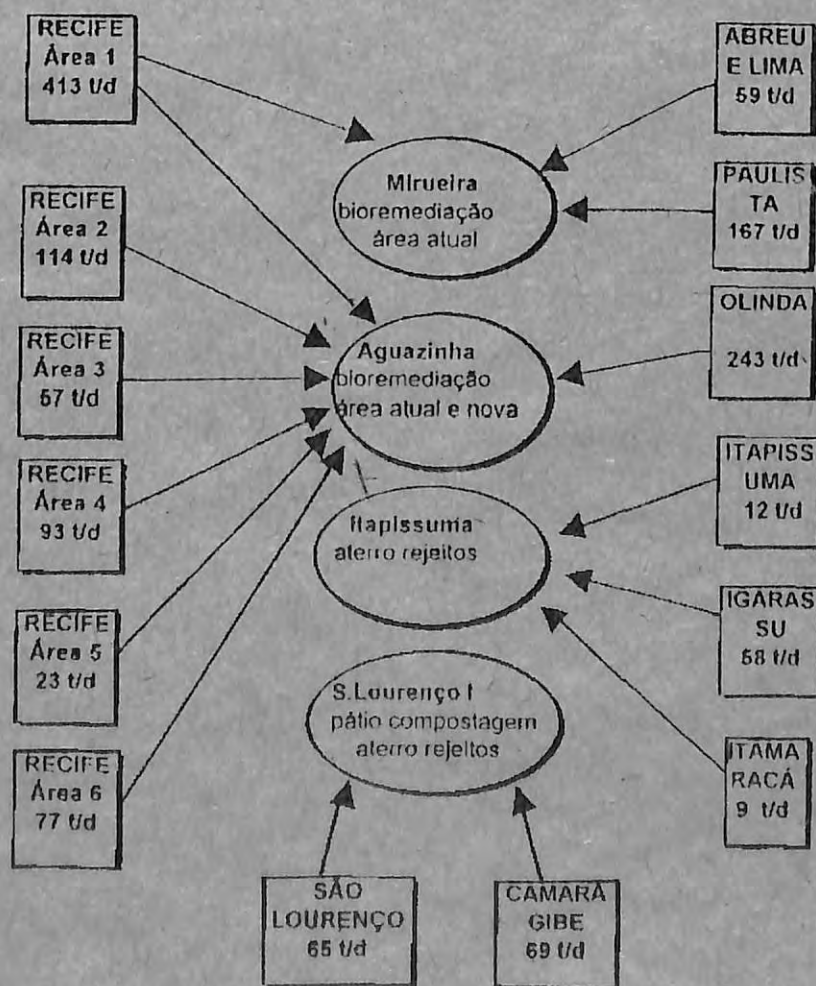 RECIFE
Área 1
413 t/d
RECIFE
Área 2
114 t/d
RECIFE
Área 3
57 t/d
RECIFE
Área 4
93 t/d
RECIFE
Área 5
23 t/d
RECIFE
Área 6
77 t/d
Mirueira
bioremediação
área atual
Aguazinha
bioremediação
área atual e nova
Itapissuma
aterro rejeitos
S.Lourenço I
pátio compostagem
aterro rejeitos
ABREU
E LIMA
59 t/d
PAULIS
TA
167 t/d
OLINDA
243 t/d
ITAPISS
UMA
12 t/d
IGARAS
SU
58 t/d
ITAMA
RACÁ
9 t/d
SÃO
LOURENÇO
65 t/d
CAMARA
GIBE
69 t/d